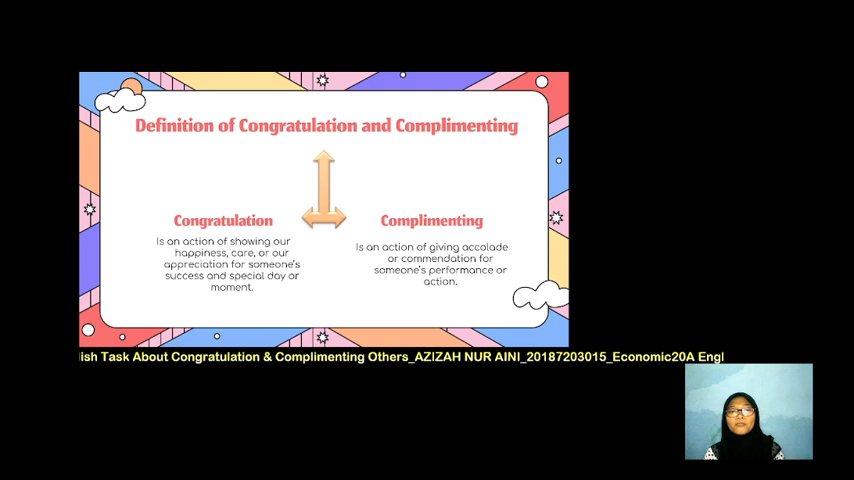 Definition of Congratulation and Complimenting
Congratulation
Is an action of showing our
happiness, care, or our
appreciation for someone's
success and special day or
moment.
Complimenting
Is an action of giving accolade
or commendation for
someone's performance or
action.
ish Task About Congratulation & Complimenting Others_AZIZAH NUR AINI_20187203015_Economic20A Engl